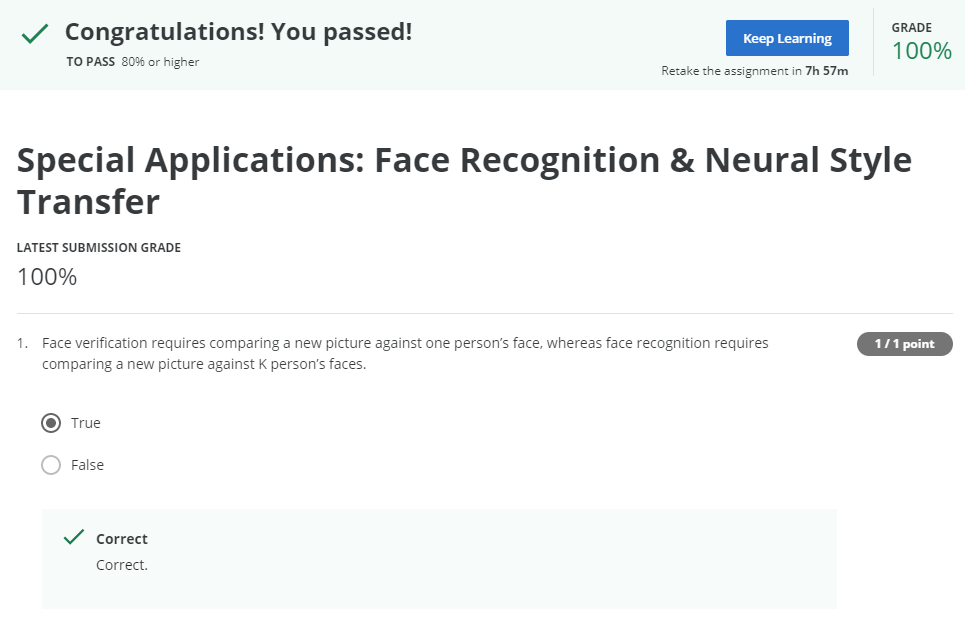 Congratulations! You passed!
TO PASS 80% or higher
Keep Learning
Retake the assignment in 7h 57m
GRADE
100%
Special Applications: Face Recognition & Neural Style
Transfer
LATEST SUBMISSION GRADE
100%
1. Face verification requires comparing a new picture against one person’s face, whereas face recognition requires
comparing a new picture against K person’s faces.
1 / 1 point
True
False
Correct
Correct.